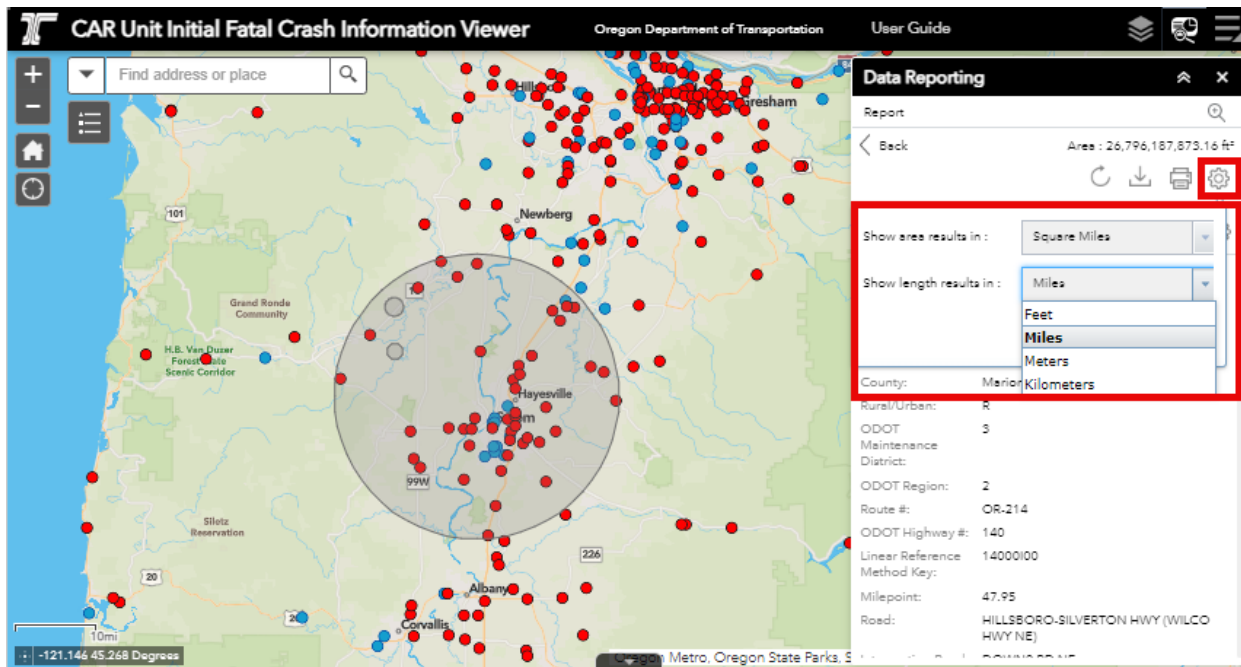 CAR Unit Initial Fatal Crash Information Viewer
Oregon Department of Transportation
User Guide
+
Find address or place
−
Gresham
101
Newberg
Grand Ronde
Community
H.B. Van Duzer
Scenic Corridor
Hayesville
99W
Siletz
Reservation
226
20
Albany
Corvallis
10mi
-121.146 45.268 Degrees
Oregon Metro, Oregon State Parks, S
Data Reporting
Report
Back
Area : 26,796,187,873.16 ft²
Show area results in :
Square Miles
Show length results in :
Miles
Feet
Miles
Meters
Kilometers
County:
Marion
Rural/Urban:
R
ODOT
Maintenance
District:
3
ODOT Region:
2
Route #:
OR-214
ODOT Highway #:
140
Linear Reference
Method Key:
14000I00
Milepoint:
47.95
Road:
HILLSBORO-SILVERTON HWY (WILCO
HWY NE)